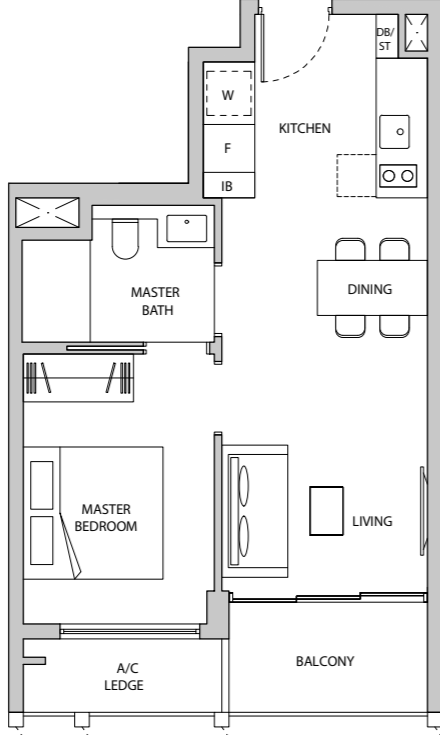 DB/
ST
W
KITCHEN
F
IB
MASTER
BATH
DINING
MASTER
BEDROOM
LIVING
A/C
LEDGE
BALCONY